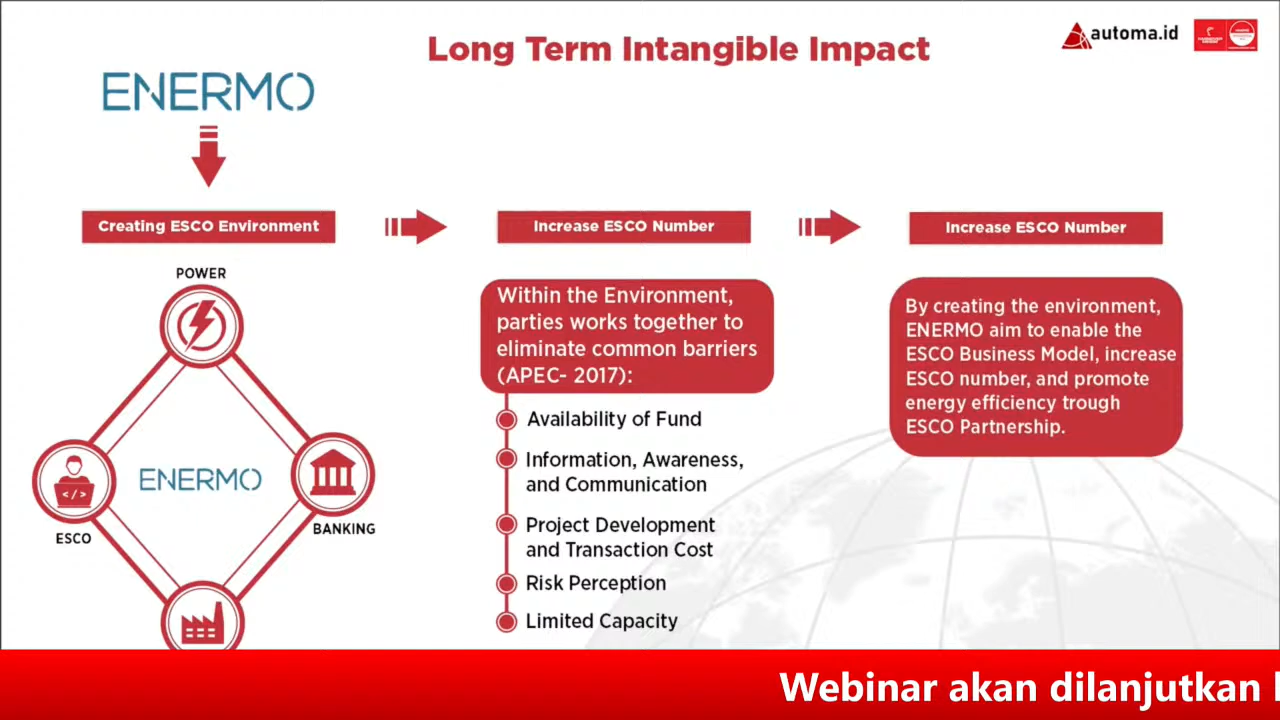 Long Term Intangible Impact
automa.id
ENERMO
Creating ESCO Environment
Increase ESCO Number
Increase ESCO Number
POWER
ESCO
ENERMO
BANKING
Within the Environment,
parties works together to
eliminate common barriers
(APEC- 2017):
Availability of Fund
Information, Awareness,
and Communication
Project Development
and Transaction Cost
Risk Perception
Limited Capacity
By creating the environment,
ENERMO aim to enable the
ESCO Business Model, increase
ESCO number, and promote
energy efficiency trough
ESCO Partnership.
Webinar akan dilanjutkan